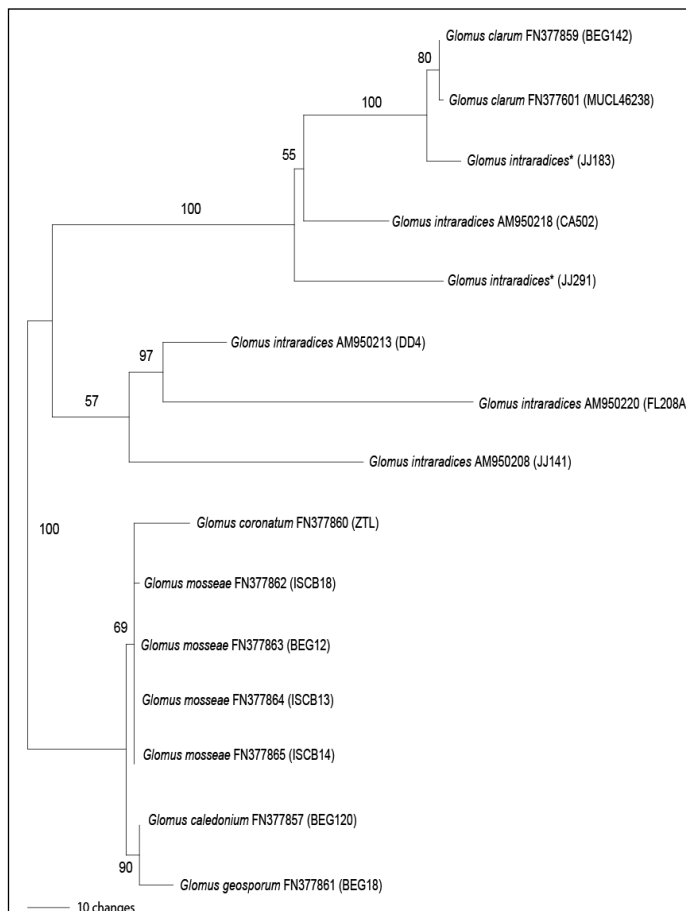 Glomus clarum FN377859 (BEG142)
80
Glomus clarum FN377601 (MUCL46238)
100
55
Glomus intraradices* (JJ183)
100
Glomus intraradices AM950218 (CA502)
Glomus intraradices* (JJ291)
Glomus intraradices AM950213 (DD4)
97
57
Glomus intraradices AM950220 (FL208A
Glomus intraradices AM950208 (JJ141)
100
Glomus coronatum FN377860 (ZTL)
Glomus mosseae FN377862 (ISCB18)
69
Glomus mosseae FN377863 (BEG12)
Glomus mosseae FN377864 (ISCB13)
Glomus mosseae FN377865 (ISCB14)
Glomus caledonium FN377857 (BEG120)
90
Glomus geosporum FN377861 (BEG18)
10 changes